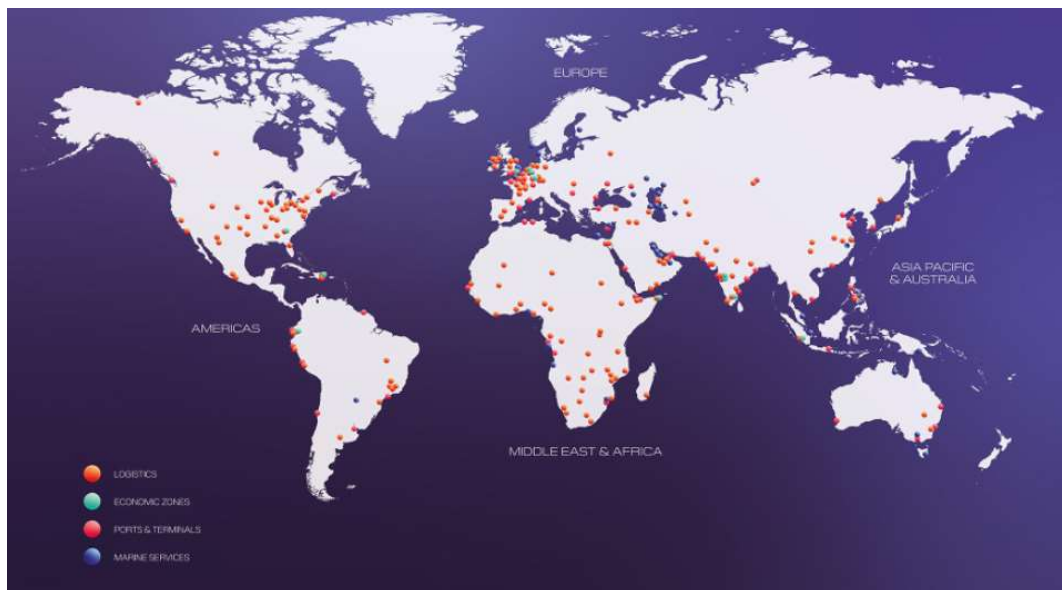 EUROPE
ASIA PACIFIC
& AUSTRALIA
AMERICAS
MIDDLE EAST & AFRICA
LOGISTICS
ECONOMIC ZONES
PORTS & TERMINALS
MARINE SERVICES